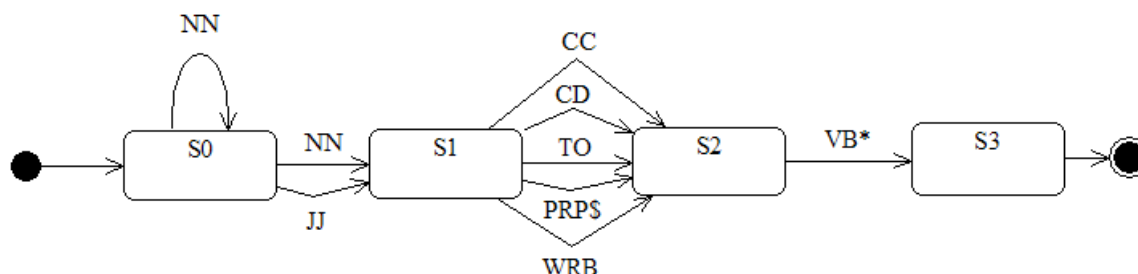 NN
CC
CD
S0
NN
S1
TO
S2
VB*
S3
JJ
PRP$
WRB